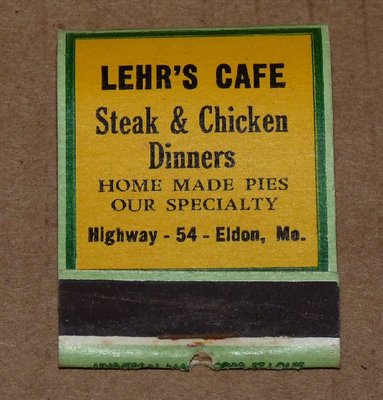 LEHR'S CAFE
Steak & Chicken
Dinners
HOME MADE PIES
OUR SPECIALTY
Highway - 54 - Eldon, Mo.